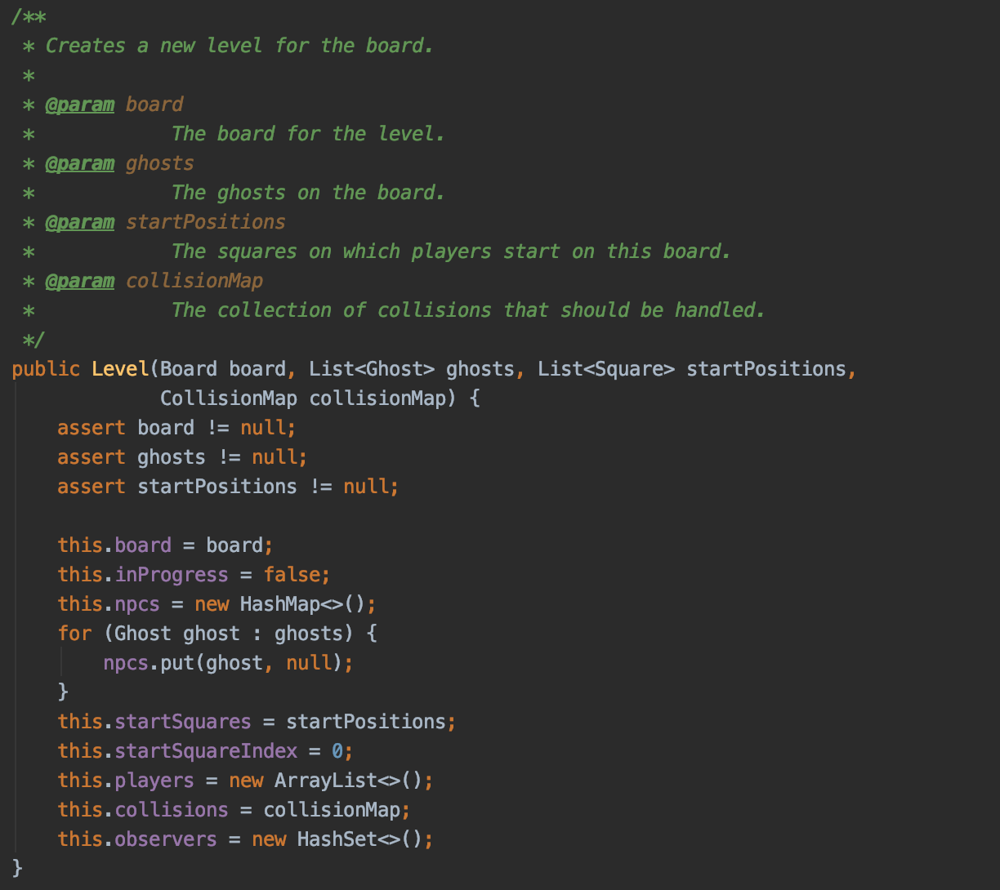 /**
 * Creates a new level for the board.
 *
 * @param board
 *            The board for the level.
 * @param ghosts
 *            The ghosts on the board.
 * @param startPositions
 *            The squares on which players start on this board.
 * @param collisionMap
 *            The collection of collisions that should be handled.
 */
public Level(Board board, List<Ghost> ghosts, List<Square> startPositions,
             CollisionMap collisionMap) {
    assert board != null;
    assert ghosts != null;
    assert startPositions != null;

    this.board = board;
    this.inProgress = false;
    this.npcs = new HashMap<>();
    for (Ghost ghost : ghosts) {
        npcs.put(ghost, null);
    }
    this.startSquares = startPositions;
    this.startSquareIndex = 0;
    this.players = new ArrayList<>();
    this.collisions = collisionMap;
    this.observers = new HashSet<>();
}